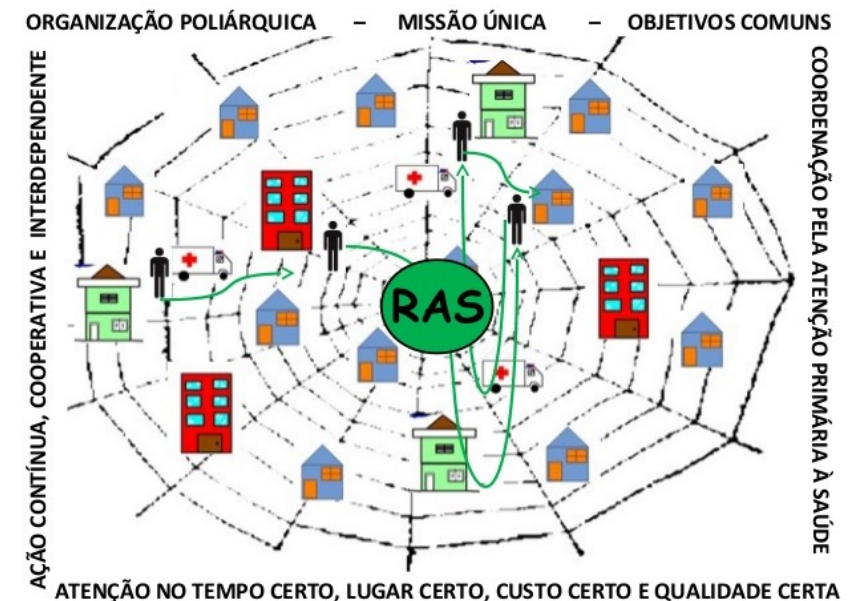 ORGANIZAÇÃO POLIÁRQUICA – MISSÃO ÚNICA – OBJETIVOS COMUNS
AÇÃO CONTÍNUA, COOPERATIVA E INTERDEPENDENTE
COORDENAÇÃO PELA ATENÇÃO PRIMÁRIA À SAÚDE
RAS
ATENÇÃO NO TEMPO CERTO, LUGAR CERTO, CUSTO CERTO E QUALIDADE CERTA